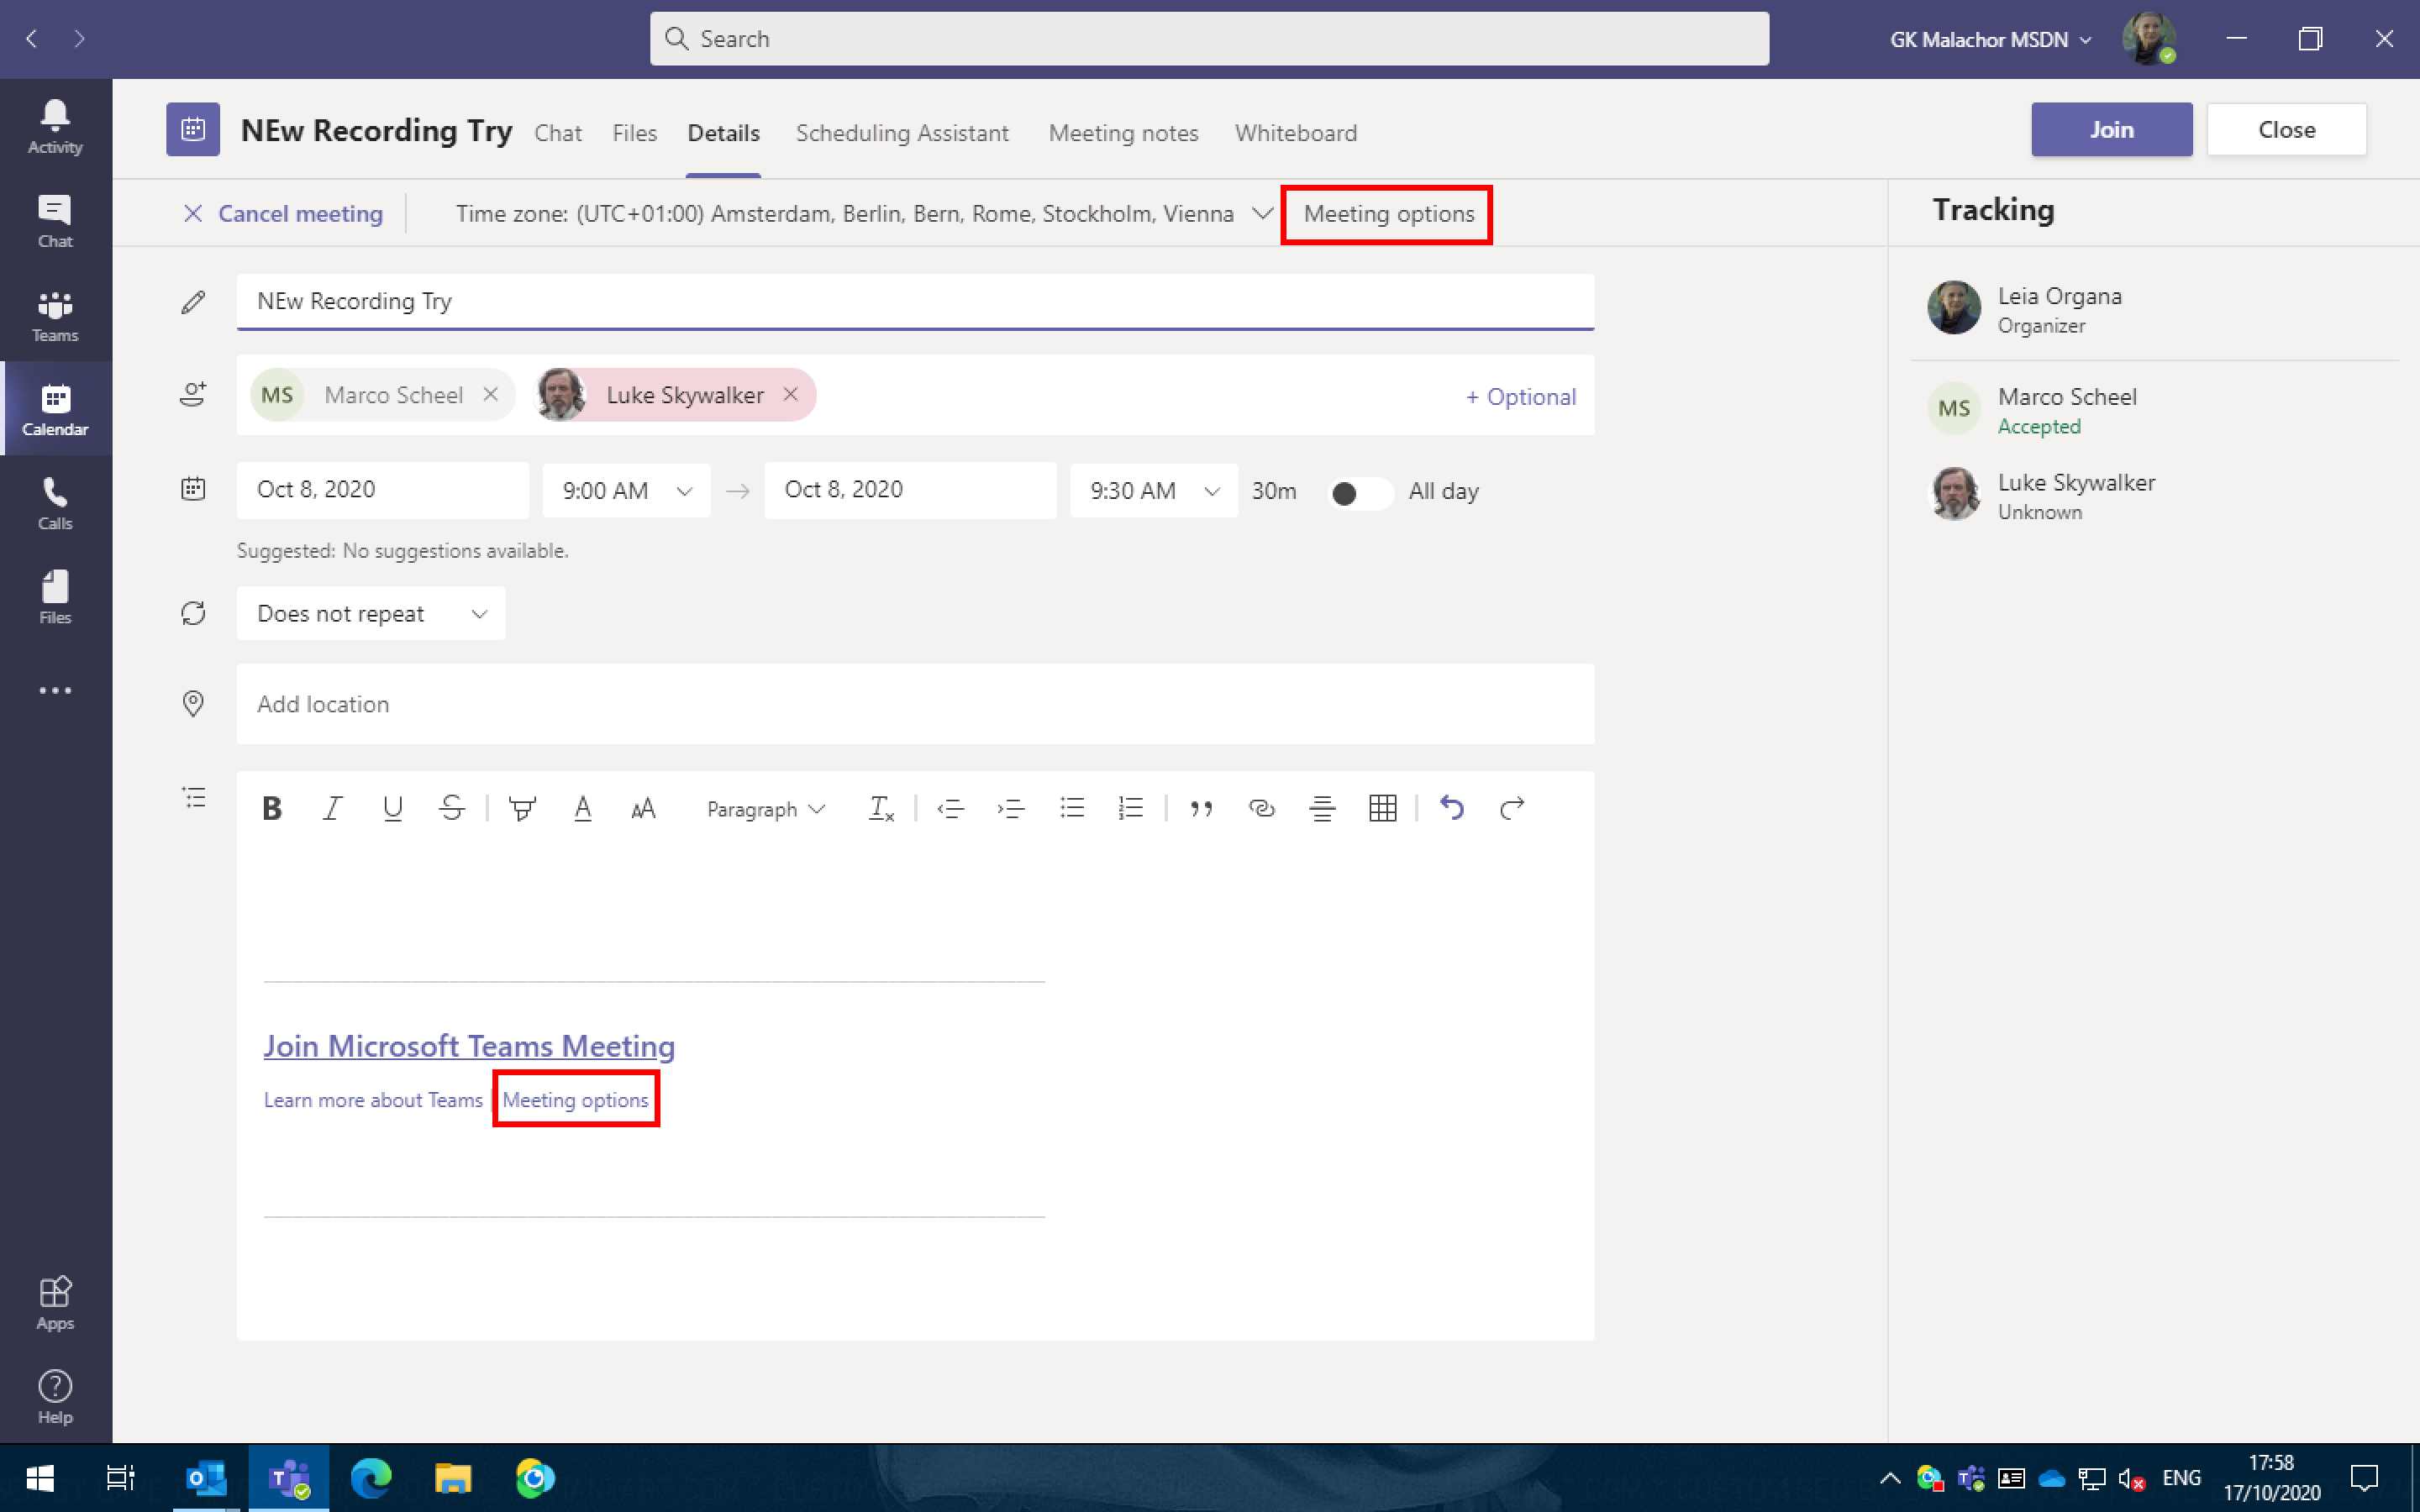 Search
GK Malachor MSDN
Activity
Chat
Teams
Calendar
Calls
Files
Apps
Help
NEw Recording Try
Chat
Files
Details
Scheduling Assistant
Meeting notes
Whiteboard
Join
Close
Cancel meeting
Time zone: (UTC+01:00) Amsterdam, Berlin, Bern, Rome, Stockholm, Vienna
Meeting options
NEw Recording Try
MS Marco Scheel
Luke Skywalker
+ Optional
Oct 8, 2020
9:00 AM
Oct 8, 2020
9:30 AM
30m
All day
Suggested: No suggestions available.
Does not repeat
Add location
Paragraph
Join Microsoft Teams Meeting
Learn more about Teams | Meeting options
Tracking
Leia Organa
Organizer
MS
Marco Scheel
Accepted
Luke Skywalker
Unknown
ENG
17:58
17/10/2020